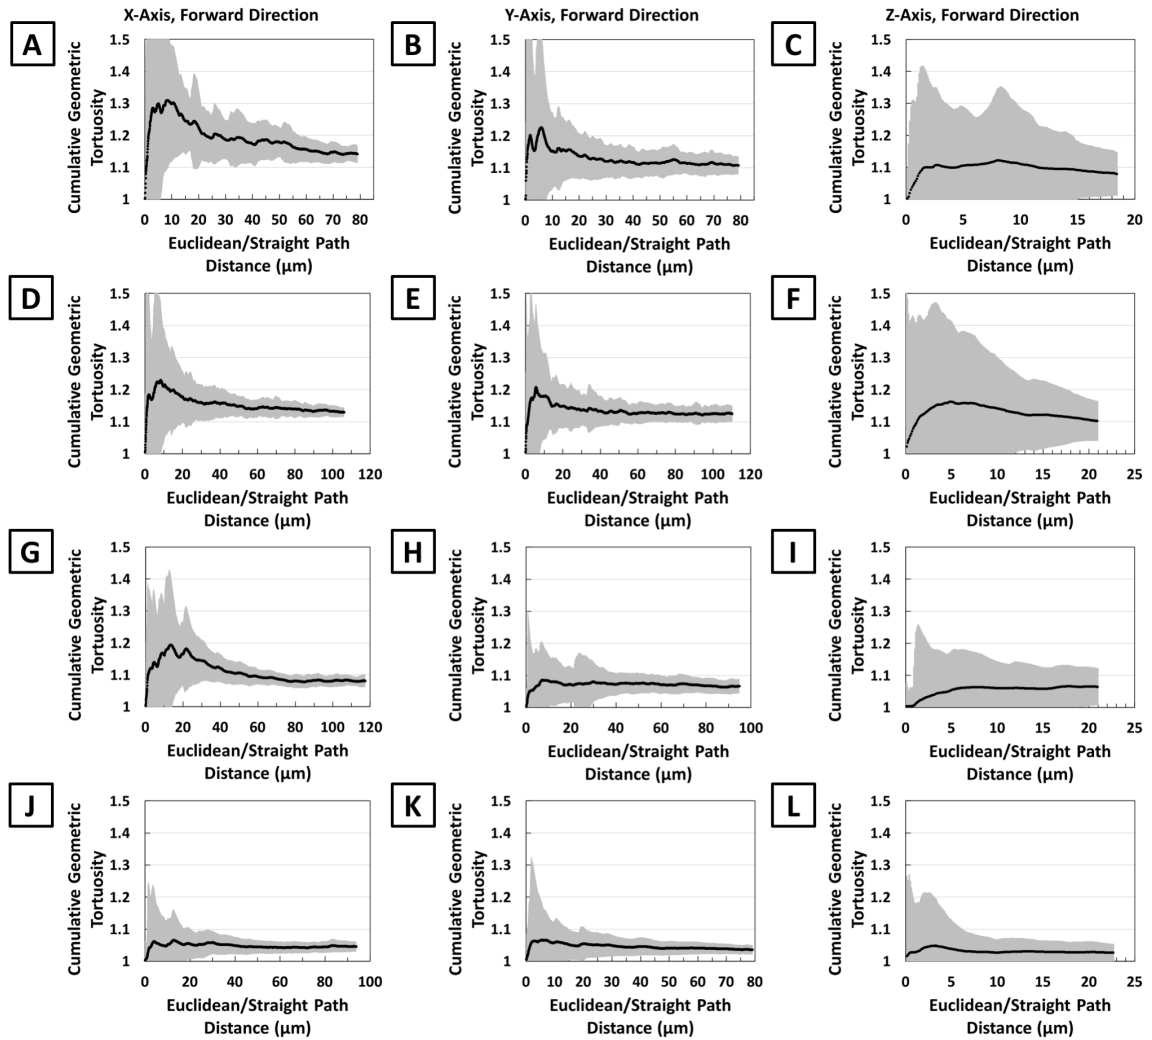 X-Axis, Forward Direction
Y-Axis, Forward Direction
Z-Axis, Forward Direction
A
Cumulative Geometric
Tortuosity
1.5
1.4
1.3
1.2
1.1
1
0 10 20 30 40 50 60 70 80
Euclidean/Straight Path
Distance (µm)
B
Cumulative Geometric
Tortuosity
1.5
1.4
1.3
1.2
1.1
1
0 10 20 30 40 50 60 70 80
Euclidean/Straight Path
Distance (µm)
C
Cumulative Geometric
Tortuosity
1.5
1.4
1.3
1.2
1.1
1
0 5 10 15 20
Euclidean/Straight Path
Distance (µm)
D
Cumulative Geometric
Tortuosity
1.5
1.4
1.3
1.2
1.1
1
0 20 40 60 80 100 120
Euclidean/Straight Path
Distance (µm)
E
Cumulative Geometric
Tortuosity
1.5
1.4
1.3
1.2
1.1
1
0 20 40 60 80 100 120
Euclidean/Straight Path
Distance (µm)
F
Cumulative Geometric
Tortuosity
1.5
1.4
1.3
1.2
1.1
1
0 5 10 15 20 25
Euclidean/Straight Path
Distance (µm)
G
Cumulative Geometric
Tortuosity
1.5
1.4
1.3
1.2
1.1
1
0 20 40 60 80 100 120
Euclidean/Straight Path
Distance (µm)
H
Cumulative Geometric
Tortuosity
1.5
1.4
1.3
1.2
1.1
1
0 20 40 60 80 100
Euclidean/Straight Path
Distance (µm)
I
Cumulative Geometric
Tortuosity
1.5
1.4
1.3
1.2
1.1
1
0 5 10 15 20 25
Euclidean/Straight Path
Distance (µm)
J
Cumulative Geometric
Tortuosity
1.5
1.4
1.3
1.2
1.1
1
0 20 40 60 80 100
Euclidean/Straight Path
Distance (µm)
K
Cumulative Geometric
Tortuosity
1.5
1.4
1.3
1.2
1.1
1
0 10 20 30 40 50 60 70 80
Euclidean/Straight Path
Distance (µm)
L
Cumulative Geometric
Tortuosity
1.5
1.4
1.3
1.2
1.1
1
0 5 10 15 20 25
Euclidean/Straight Path
Distance (µm)